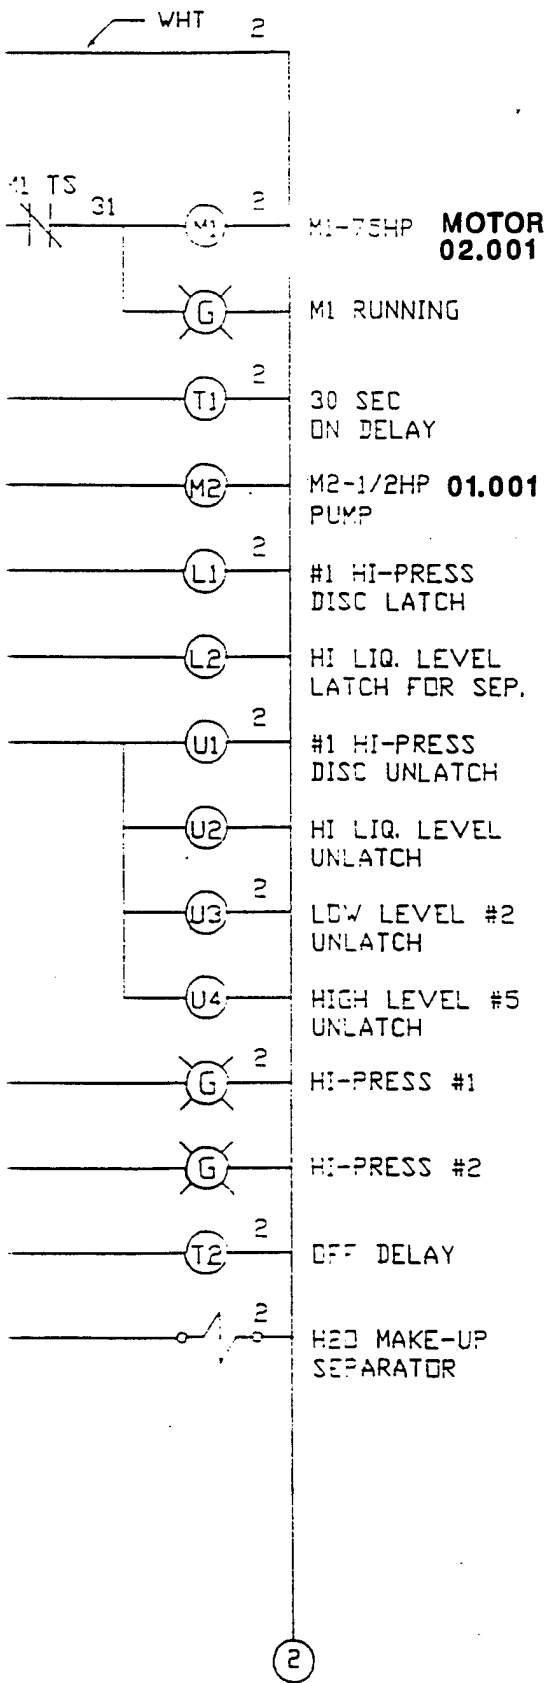 WHT 2
M1 TS 31 M1 2 M1-75HP MOTOR
02.001
G M1 RUNNING
T1 2 30 SEC
ON DELAY
M2 M2-1/2HP 01.001
PUMP
L1 2 #1 HI-PRESS
DISC LATCH
L2 HI LIQ. LEVEL
LATCH FOR SEP.
U1 2 #1 HI-PRESS
DISC UNLATCH
U2 HI LIQ. LEVEL
UNLATCH
U3 2 LOW LEVEL #2
UNLATCH
U4 HIGH LEVEL #5
UNLATCH
G 2 HI-PRESS #1
G HI-PRESS #2
T2 2 OFF DELAY
2 H2O MAKE-UP
SEPARATOR
2